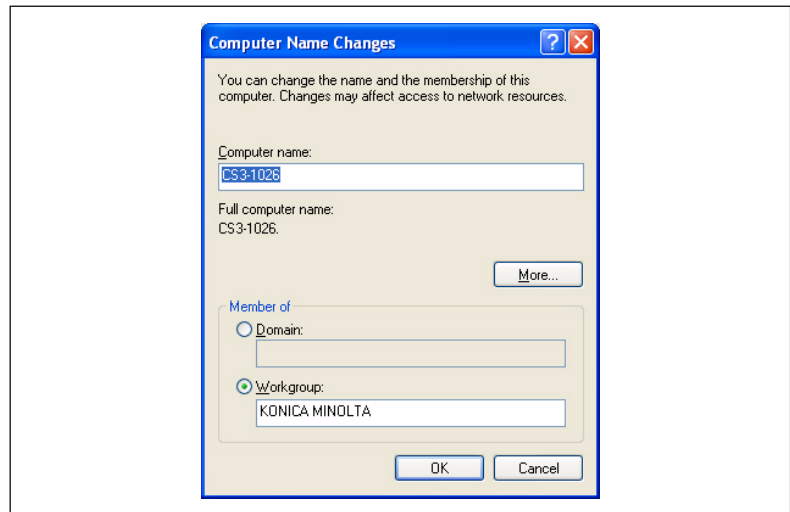 Computer Name Changes
You can change the name and the membership of this
computer. Changes may affect access to network resources.
Computer name:
CS3-1026
Full computer name:
CS3-1026.
More...
Member of
Domain:
Workgroup:
KONICA MINOLTA
OK Cancel